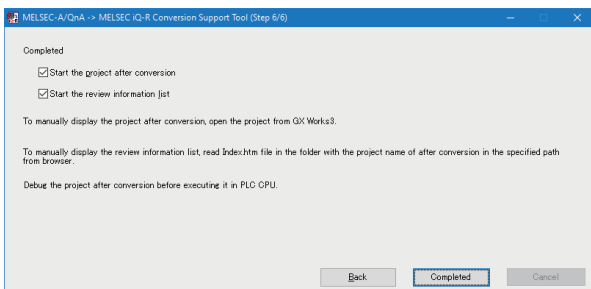 MELSEC-A/QnA -> MELSEC iQ-R Conversion Support Tool (Step 6/6)
Completed
Start the project after conversion
Start the review information list
To manually display the project after conversion, open the project from GX Works3.
To manually display the review information list, read Index.htm file in the folder with the project name of after conversion in the specified path
from browser.
Debug the project after conversion before executing it in PLC CPU.
Back Completed Cancel